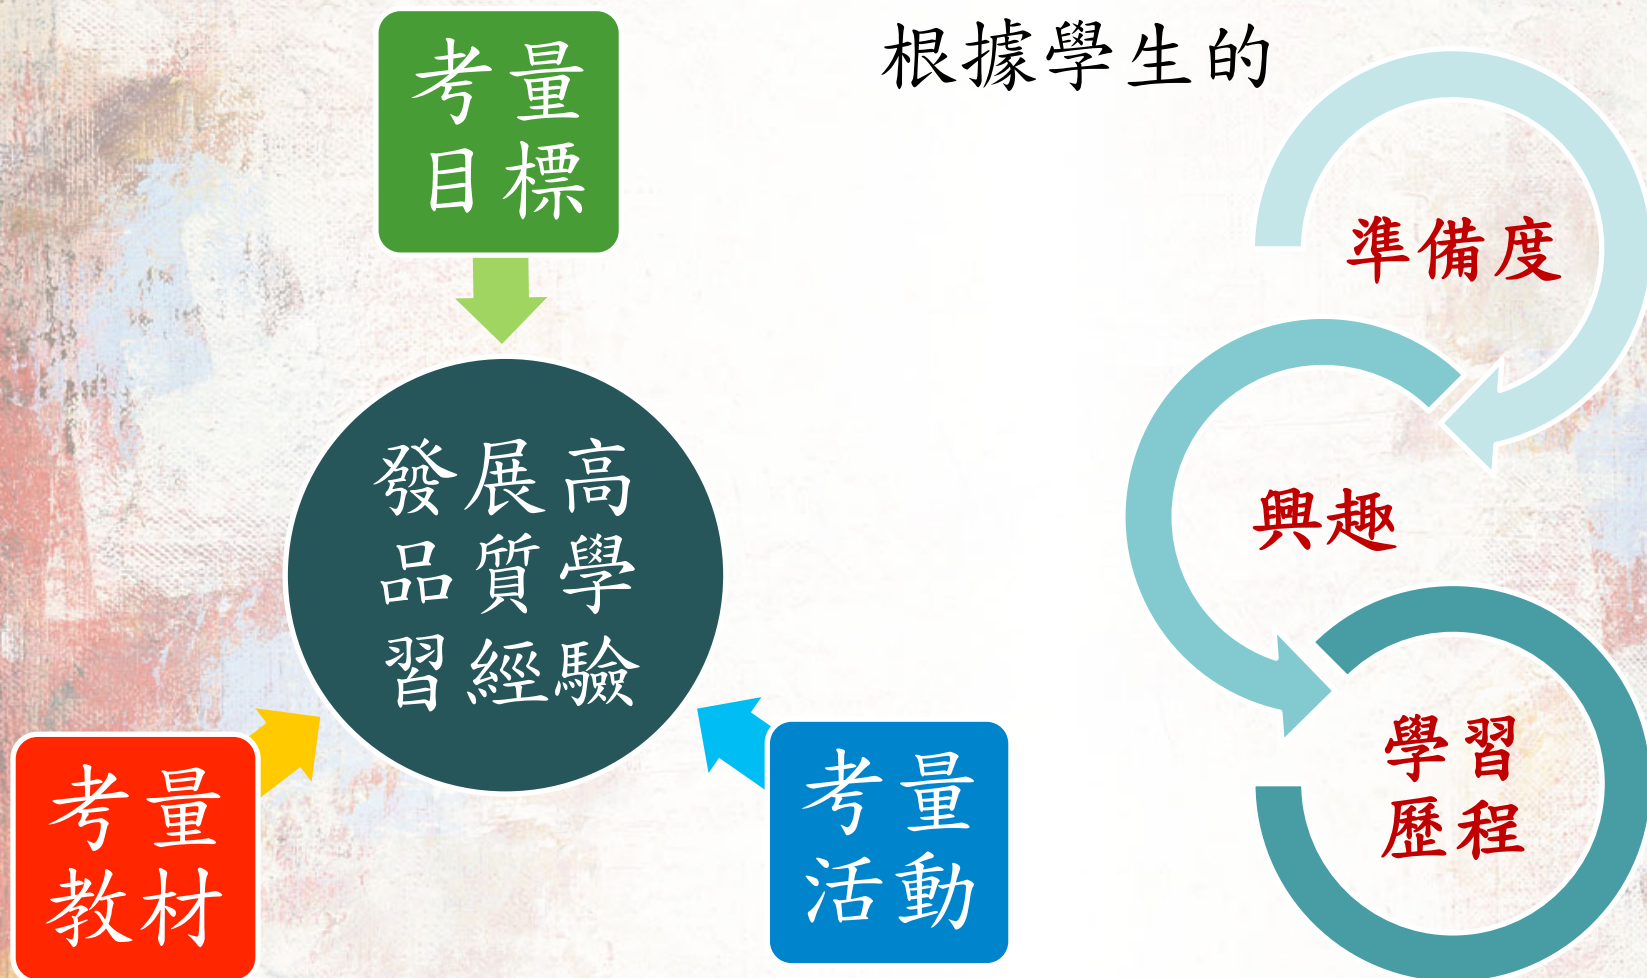 考量
目標
發展高
品質學
習經驗
考量
教材
考量
活動
根據學生的
準備度
興趣
學習
歷程